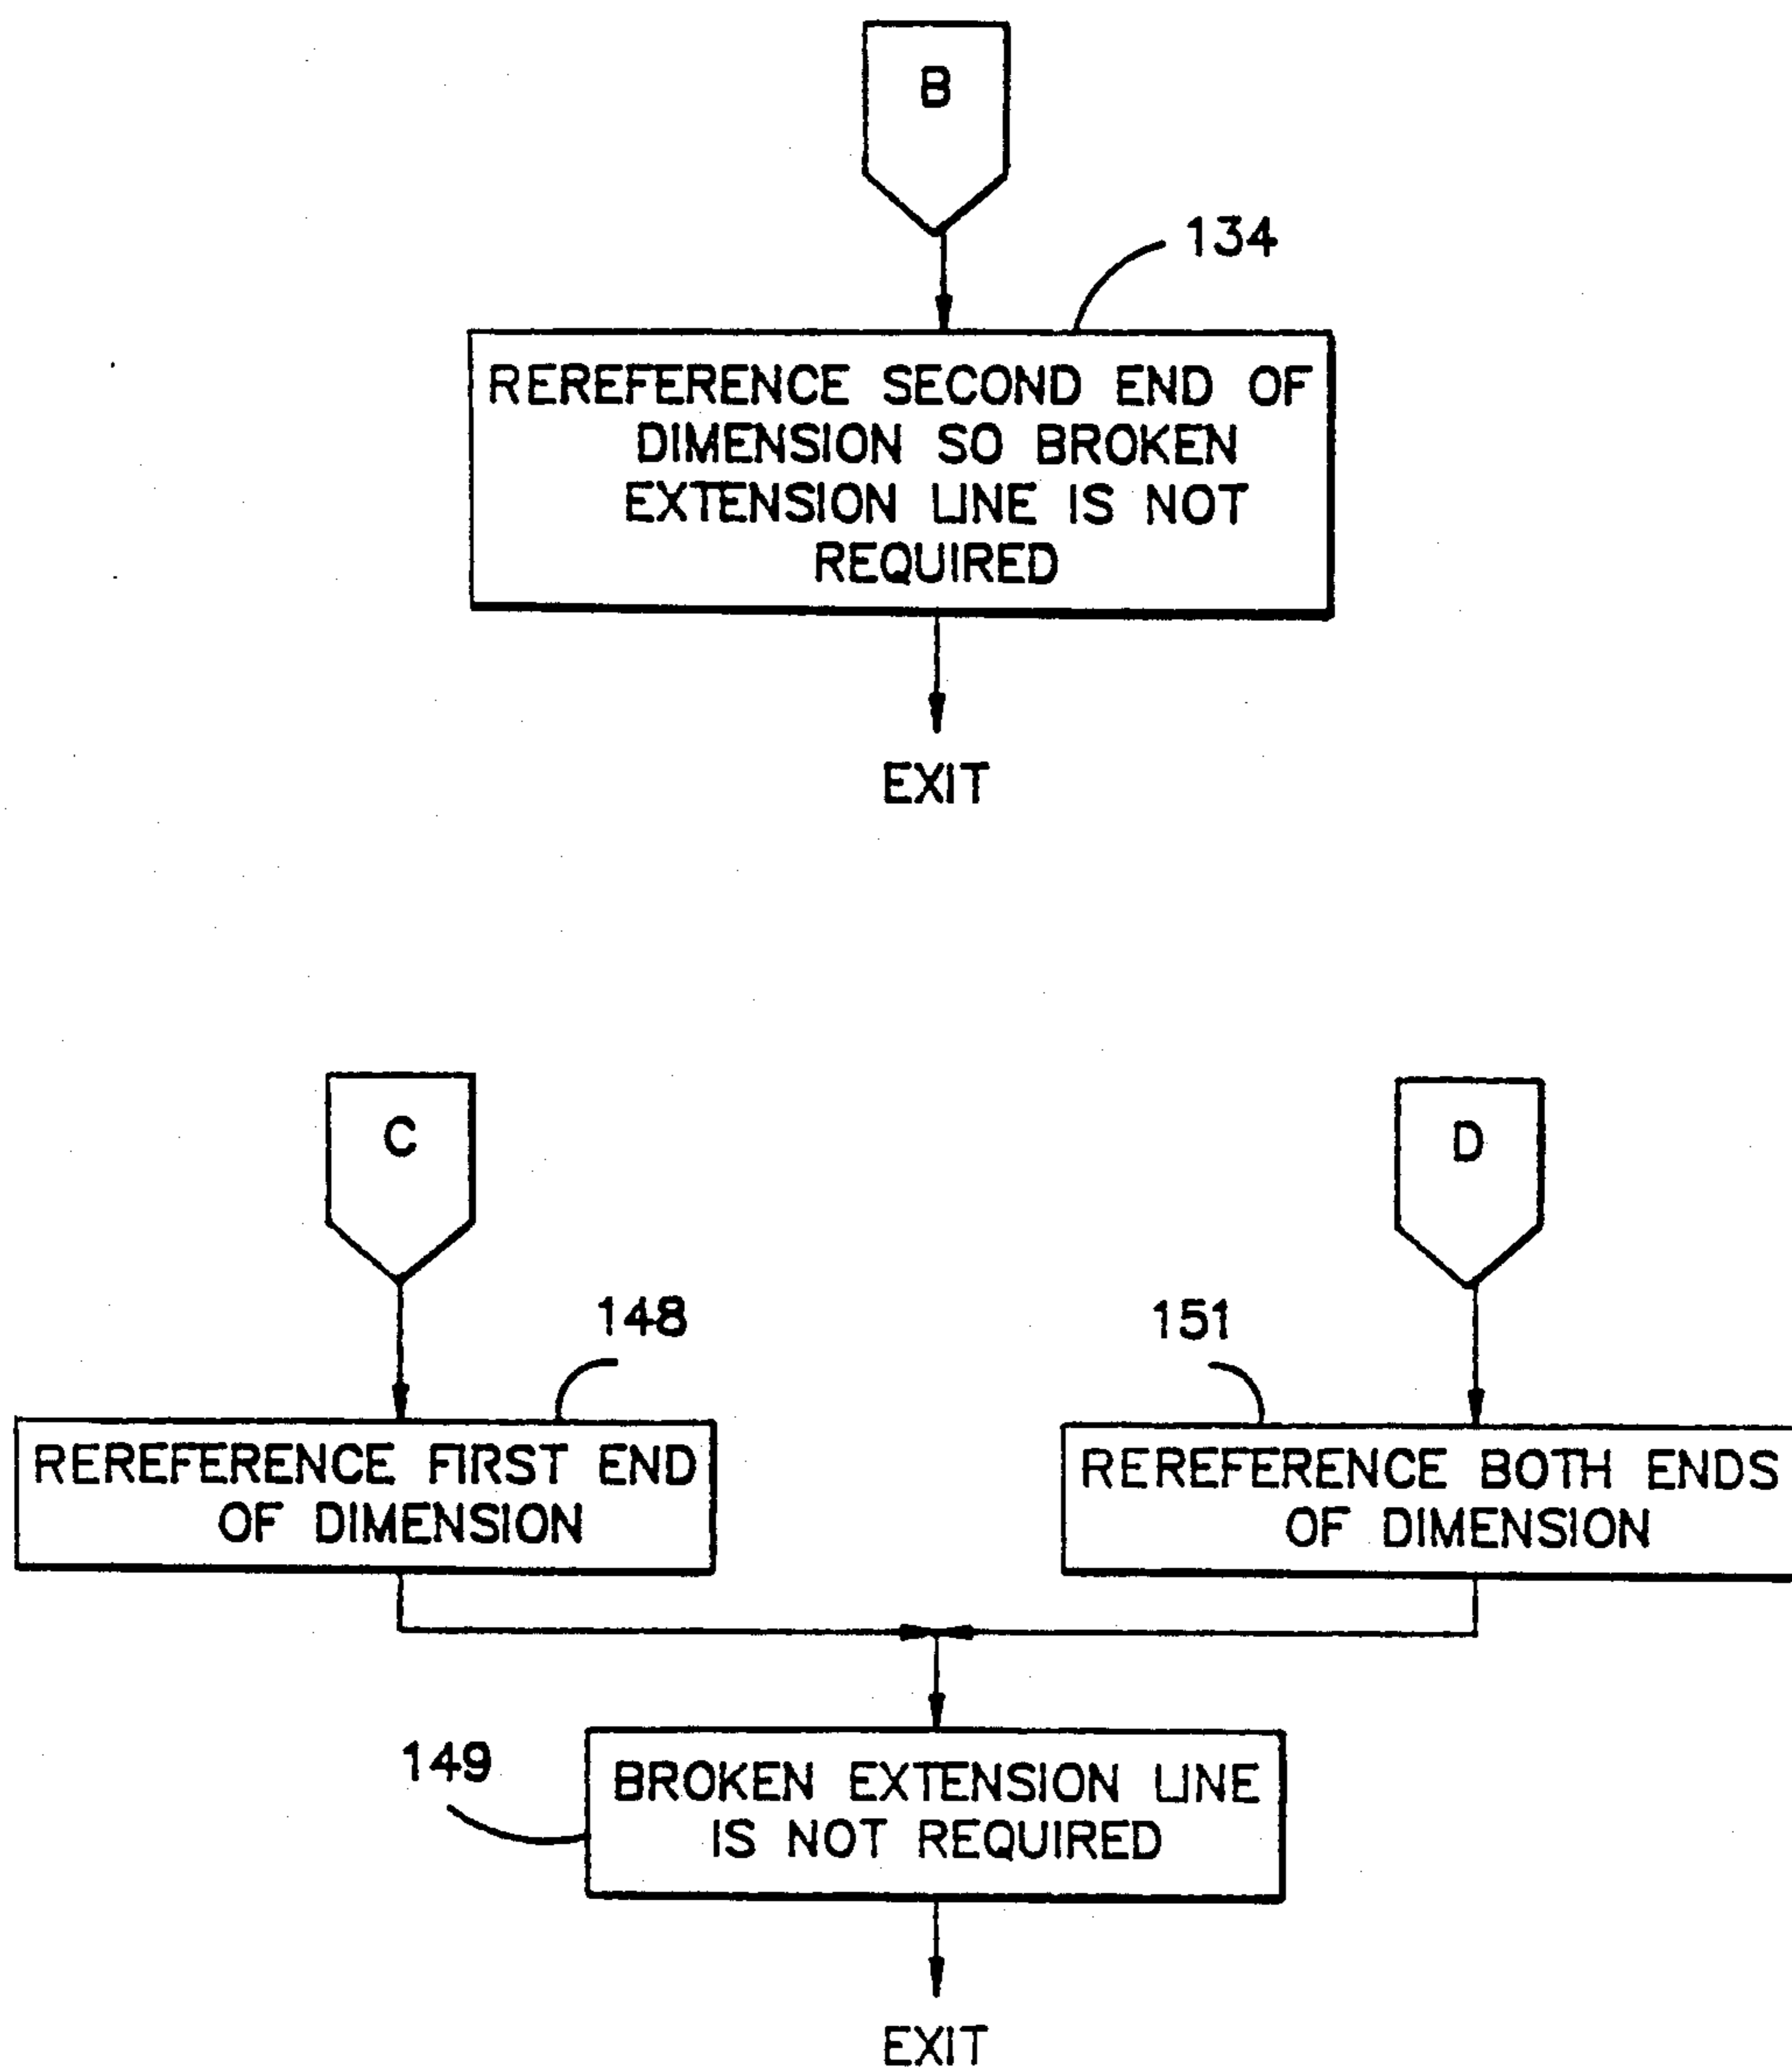 B
134
REREFERENCE SECOND END OF
DIMENSION SO BROKEN
EXTENSION LINE IS NOT
REQUIRED
EXIT
C
D
148
151
REREFERENCE FIRST END
OF DIMENSION
REREFERENCE BOTH ENDS
OF DIMENSION
149
BROKEN EXTENSION LINE
IS NOT REQUIRED
EXIT